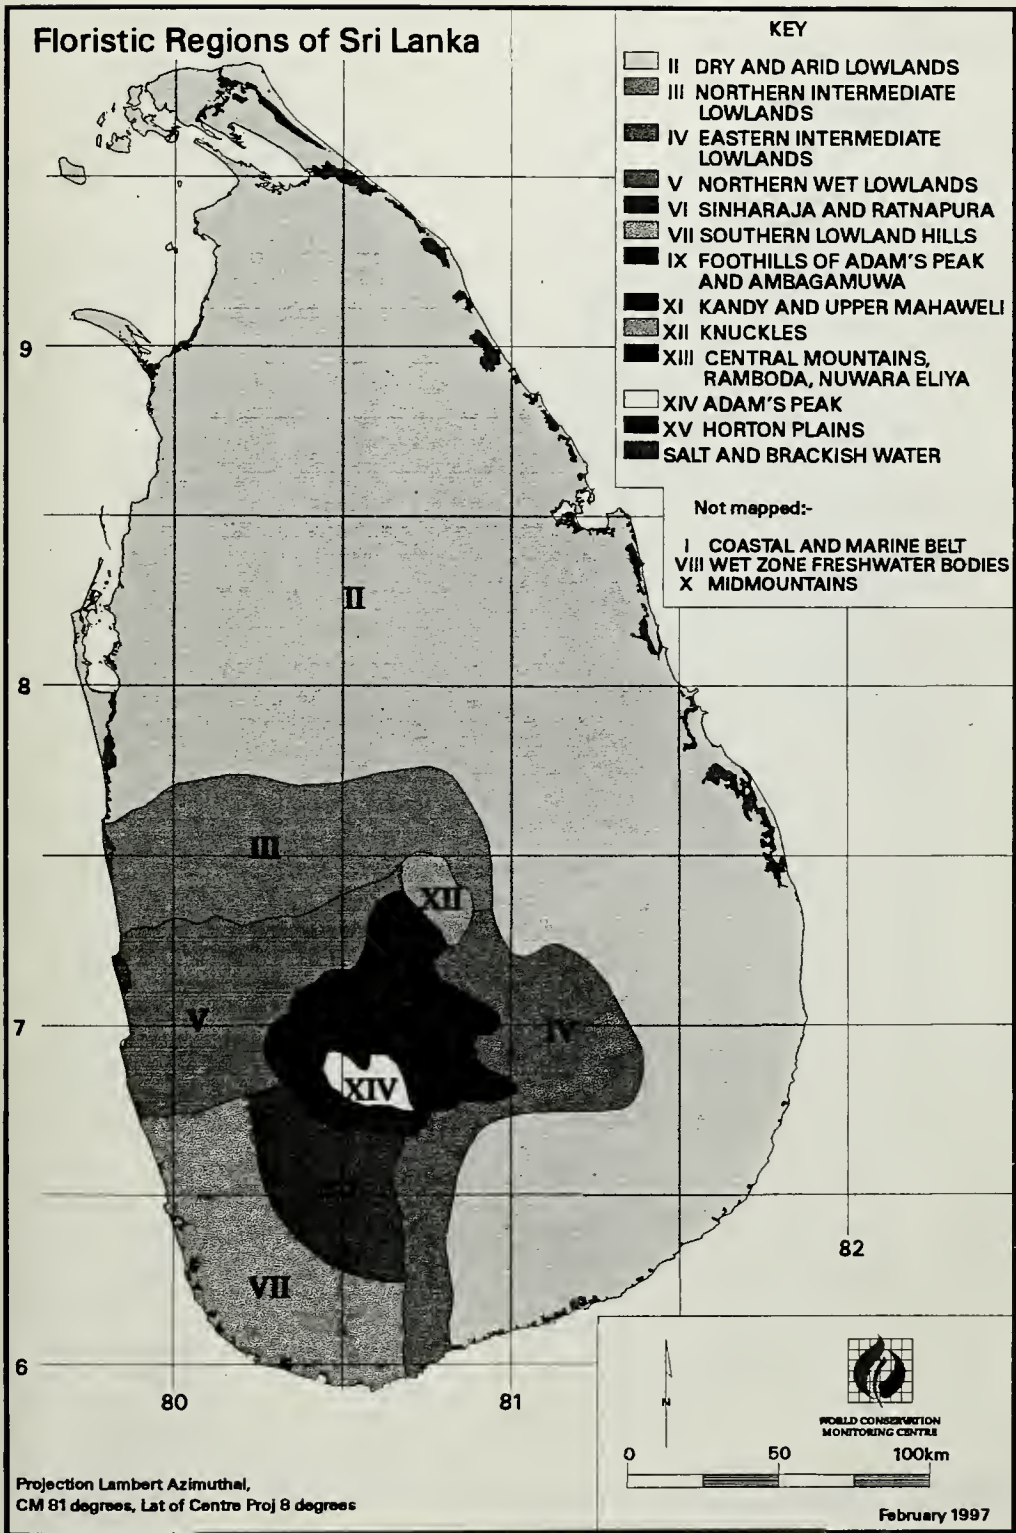 Floristic Regions of Sri Lanka
KEY
II DRY AND ARID LOWLANDS
III NORTHERN INTERMEDIATE
LOWLANDS
IV EASTERN INTERMEDIATE
LOWLANDS
V NORTHERN WET LOWLANDS
VI SINHARAJA AND RATNAPURA
VII SOUTHERN LOWLAND HILLS
IX FOOTHILLS OF ADAM'S PEAK
AND AMBAGAMUWA
XI KANDY AND UPPER MAHAWELI
XII KNUCKLES
XIII CENTRAL MOUNTAINS,
RAMBODA, NUWARA ELIYA
XIV ADAM'S PEAK
XV HORTON PLAINS
SALT AND BRACKISH WATER
Not mapped:-
I COASTAL AND MARINE BELT
VIII WET ZONE FRESHWATER BODIES
X MIDMOUNTAINS
9
II
8
III
XII
7
V
IV
XIV
82
VII
6
80
81
N
WORLD CONSERVATION
MONITORING CENTRE
0 50 100km
Projection Lambert Azimuthal,
CM 81 degrees, Lat of Centre Proj 8 degrees
February 1997